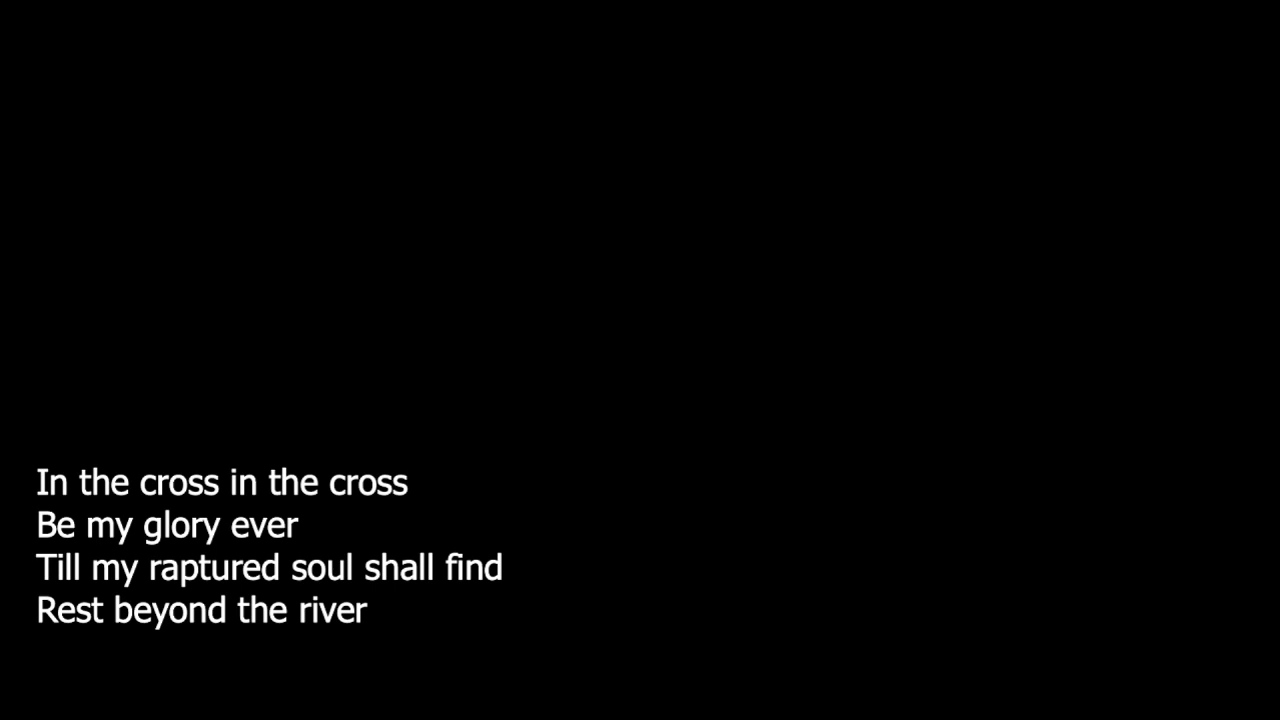 In the cross in the cross
Be my glory ever
Till my raptured soul shall find
Rest beyond the river